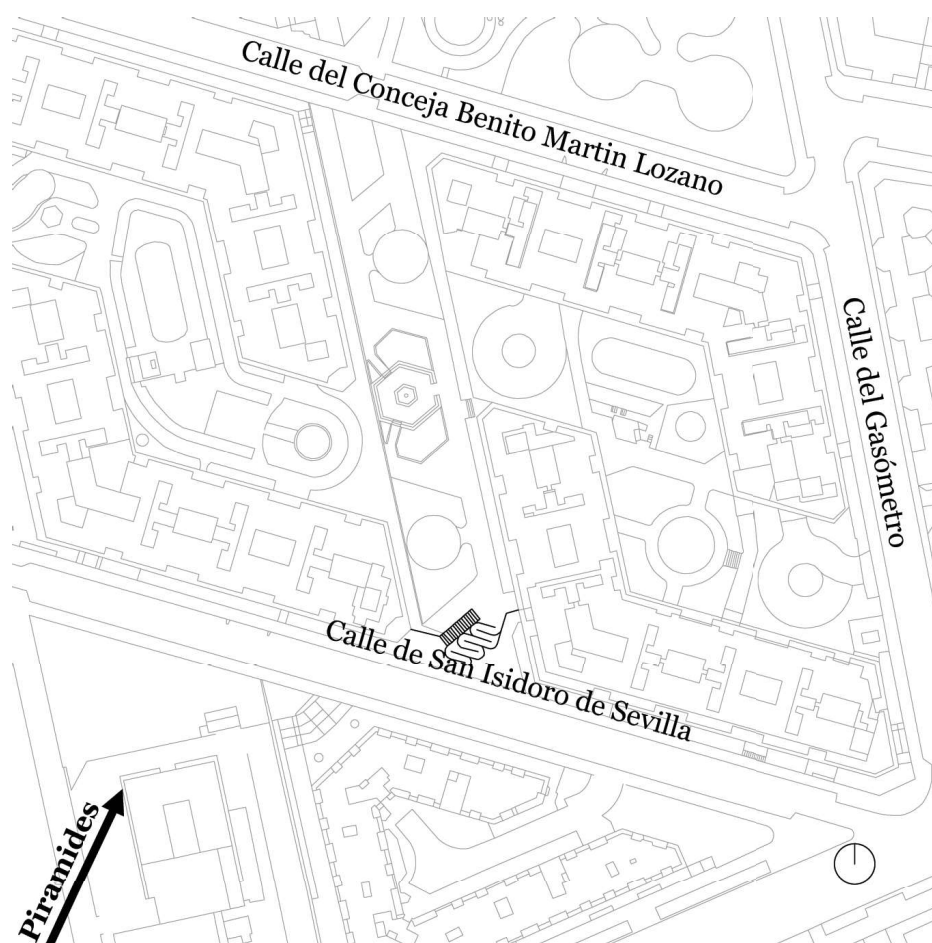 Calle del Conceja Benito Martin Lozano
Calle del Gasómetro
Calle de San Isidoro de Sevilla
Piramides